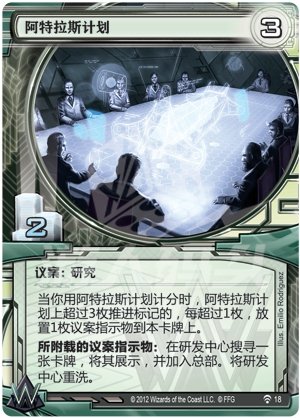 阿特拉斯计划
3
2
议案：研究
当你用阿特拉斯计划计分时，阿特拉斯计
划上超过3枚推进标记的，每超过1枚，放
置1枚议案指示物到本卡牌上。
所附载的议案指示物：在研发中心搜寻一
张卡牌，将其展示，并加入总部。将研发
中心重洗。
Illus. Emilio Rodriguez
© 2012 Wizards of the Coast LLC. © FFG
18